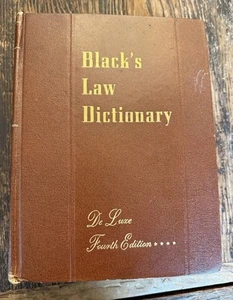 Black's
Law
Dictionary
De Luxe
Fourth Edition ★★★★